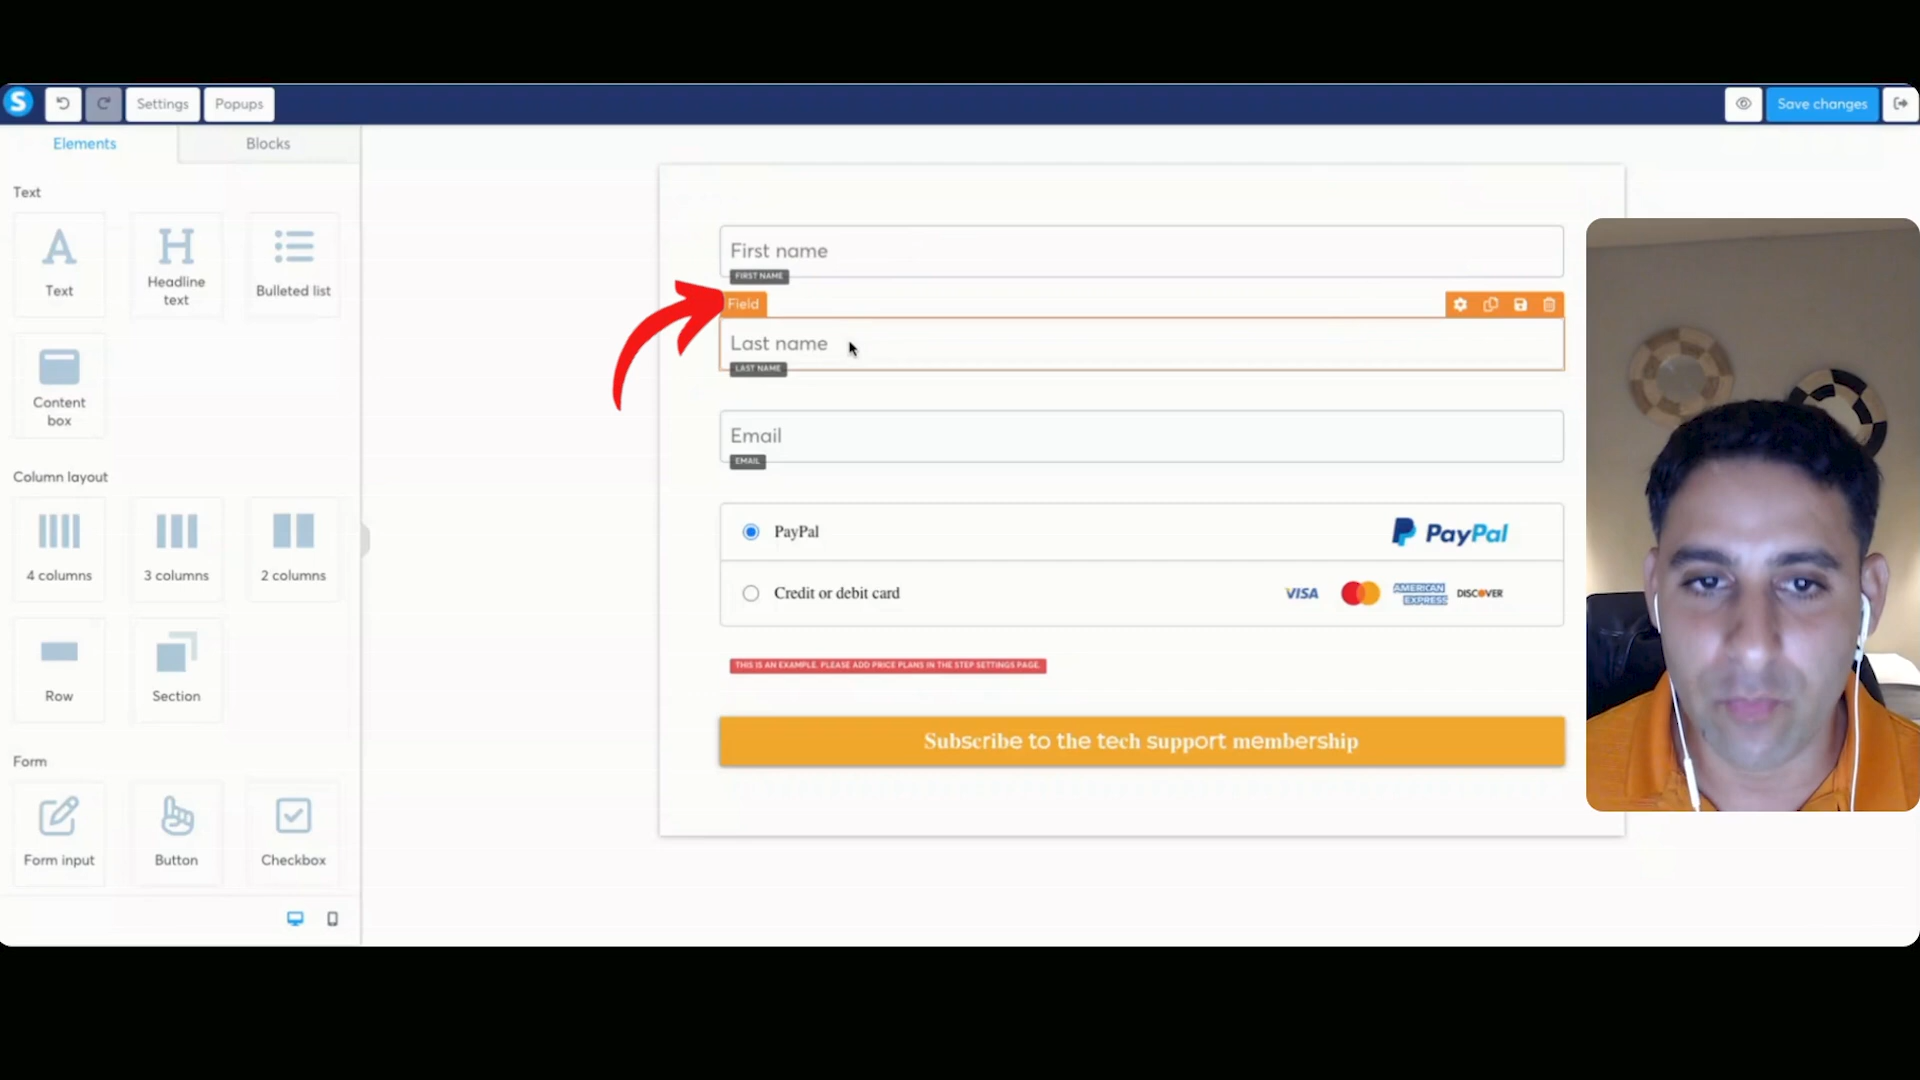 S
Settings
Popups
Save changes
Elements
Blocks
Text
A
Text
H
Headline
text
Bulleted list
Content
box
Column layout
4 columns
3 columns
2 columns
Row
Section
Form
Form input
Button
Checkbox
First name
FIRST NAME
Field
Last name
LAST NAME
Email
EMAIL
PayPal
PayPal
Credit or debit card
VISA
AMERICAN
EXPRESS
DISCOVER
THIS IS AN EXAMPLE. PLEASE ADD PRICE PLANS IN THE STEP SETTINGS PAGE.
Subscribe to the tech support membership